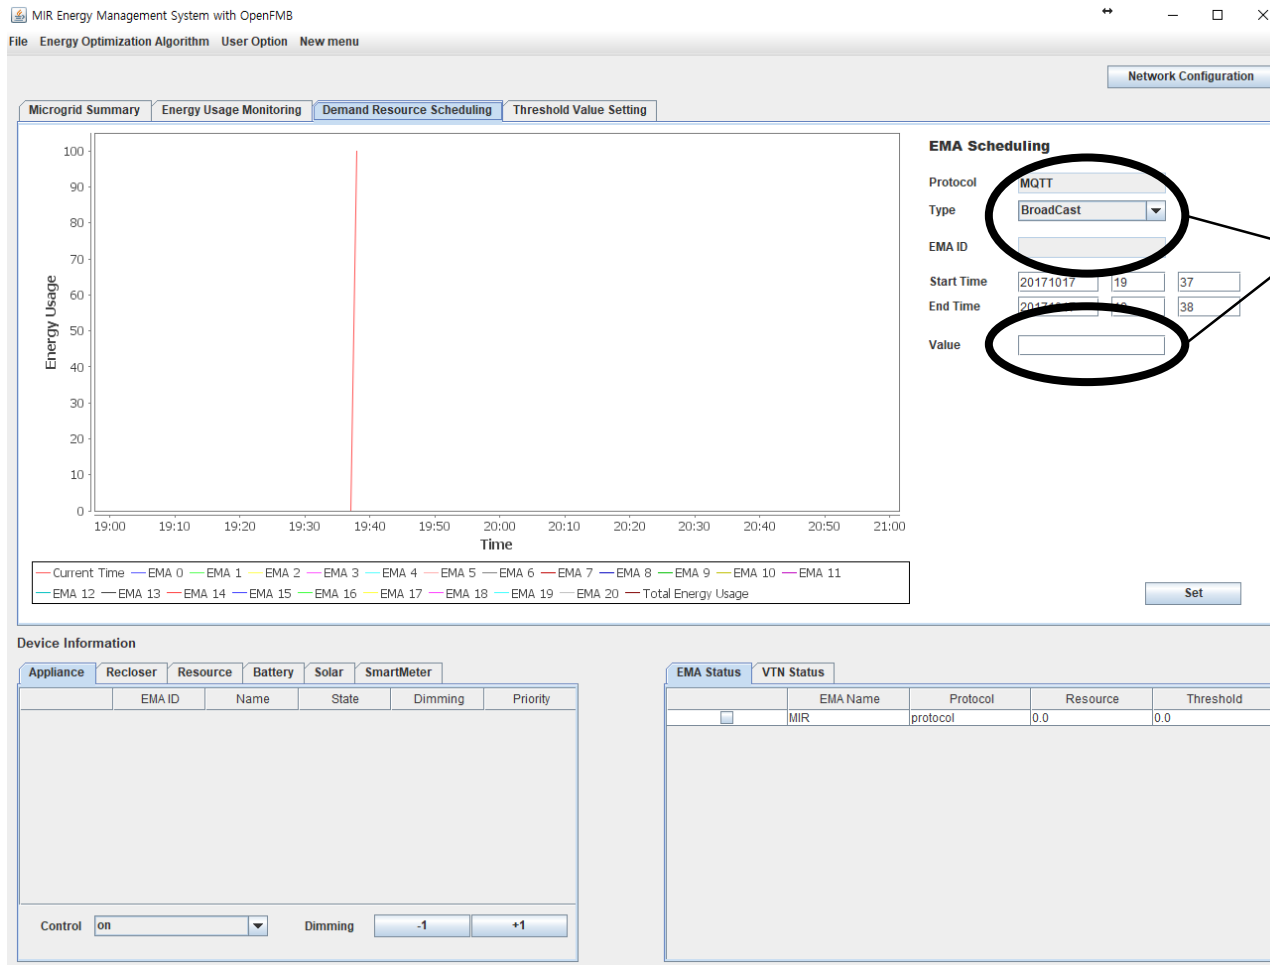 MIR Energy Management System with OpenFMB
File Energy Optimization Algorithm User Option New menu
Network Configuration
Microgrid Summary Energy Usage Monitoring Demand Resource Scheduling Threshold Value Setting
EMA Scheduling
Protocol MQTT
Type BroadCast
EMA ID
Start Time 20171017 19 37
End Time 38
Value
Energy Usage
100
90
80
70
60
50
40
30
20
10
0
19:00 19:10 19:20 19:30 19:40 19:50 20:00 20:10 20:20 20:30 20:40 20:50 21:00
Time
Current Time EMA 0 EMA 1 EMA 2 EMA 3 EMA 4 EMA 5 EMA 6 EMA 7 EMA 8 EMA 9 EMA 10 EMA 11
EMA 12 EMA 13 EMA 14 EMA 15 EMA 16 EMA 17 EMA 18 EMA 19 EMA 20 Total Energy Usage
Set
Device Information
Appliance Recloser Resource Battery Solar SmartMeter
EMA ID Name State Dimming Priority
Control on Dimming -1 +1
EMA Status VTN Status
EMA Name Protocol Resource Threshold
MIR protocol 0.0 0.0